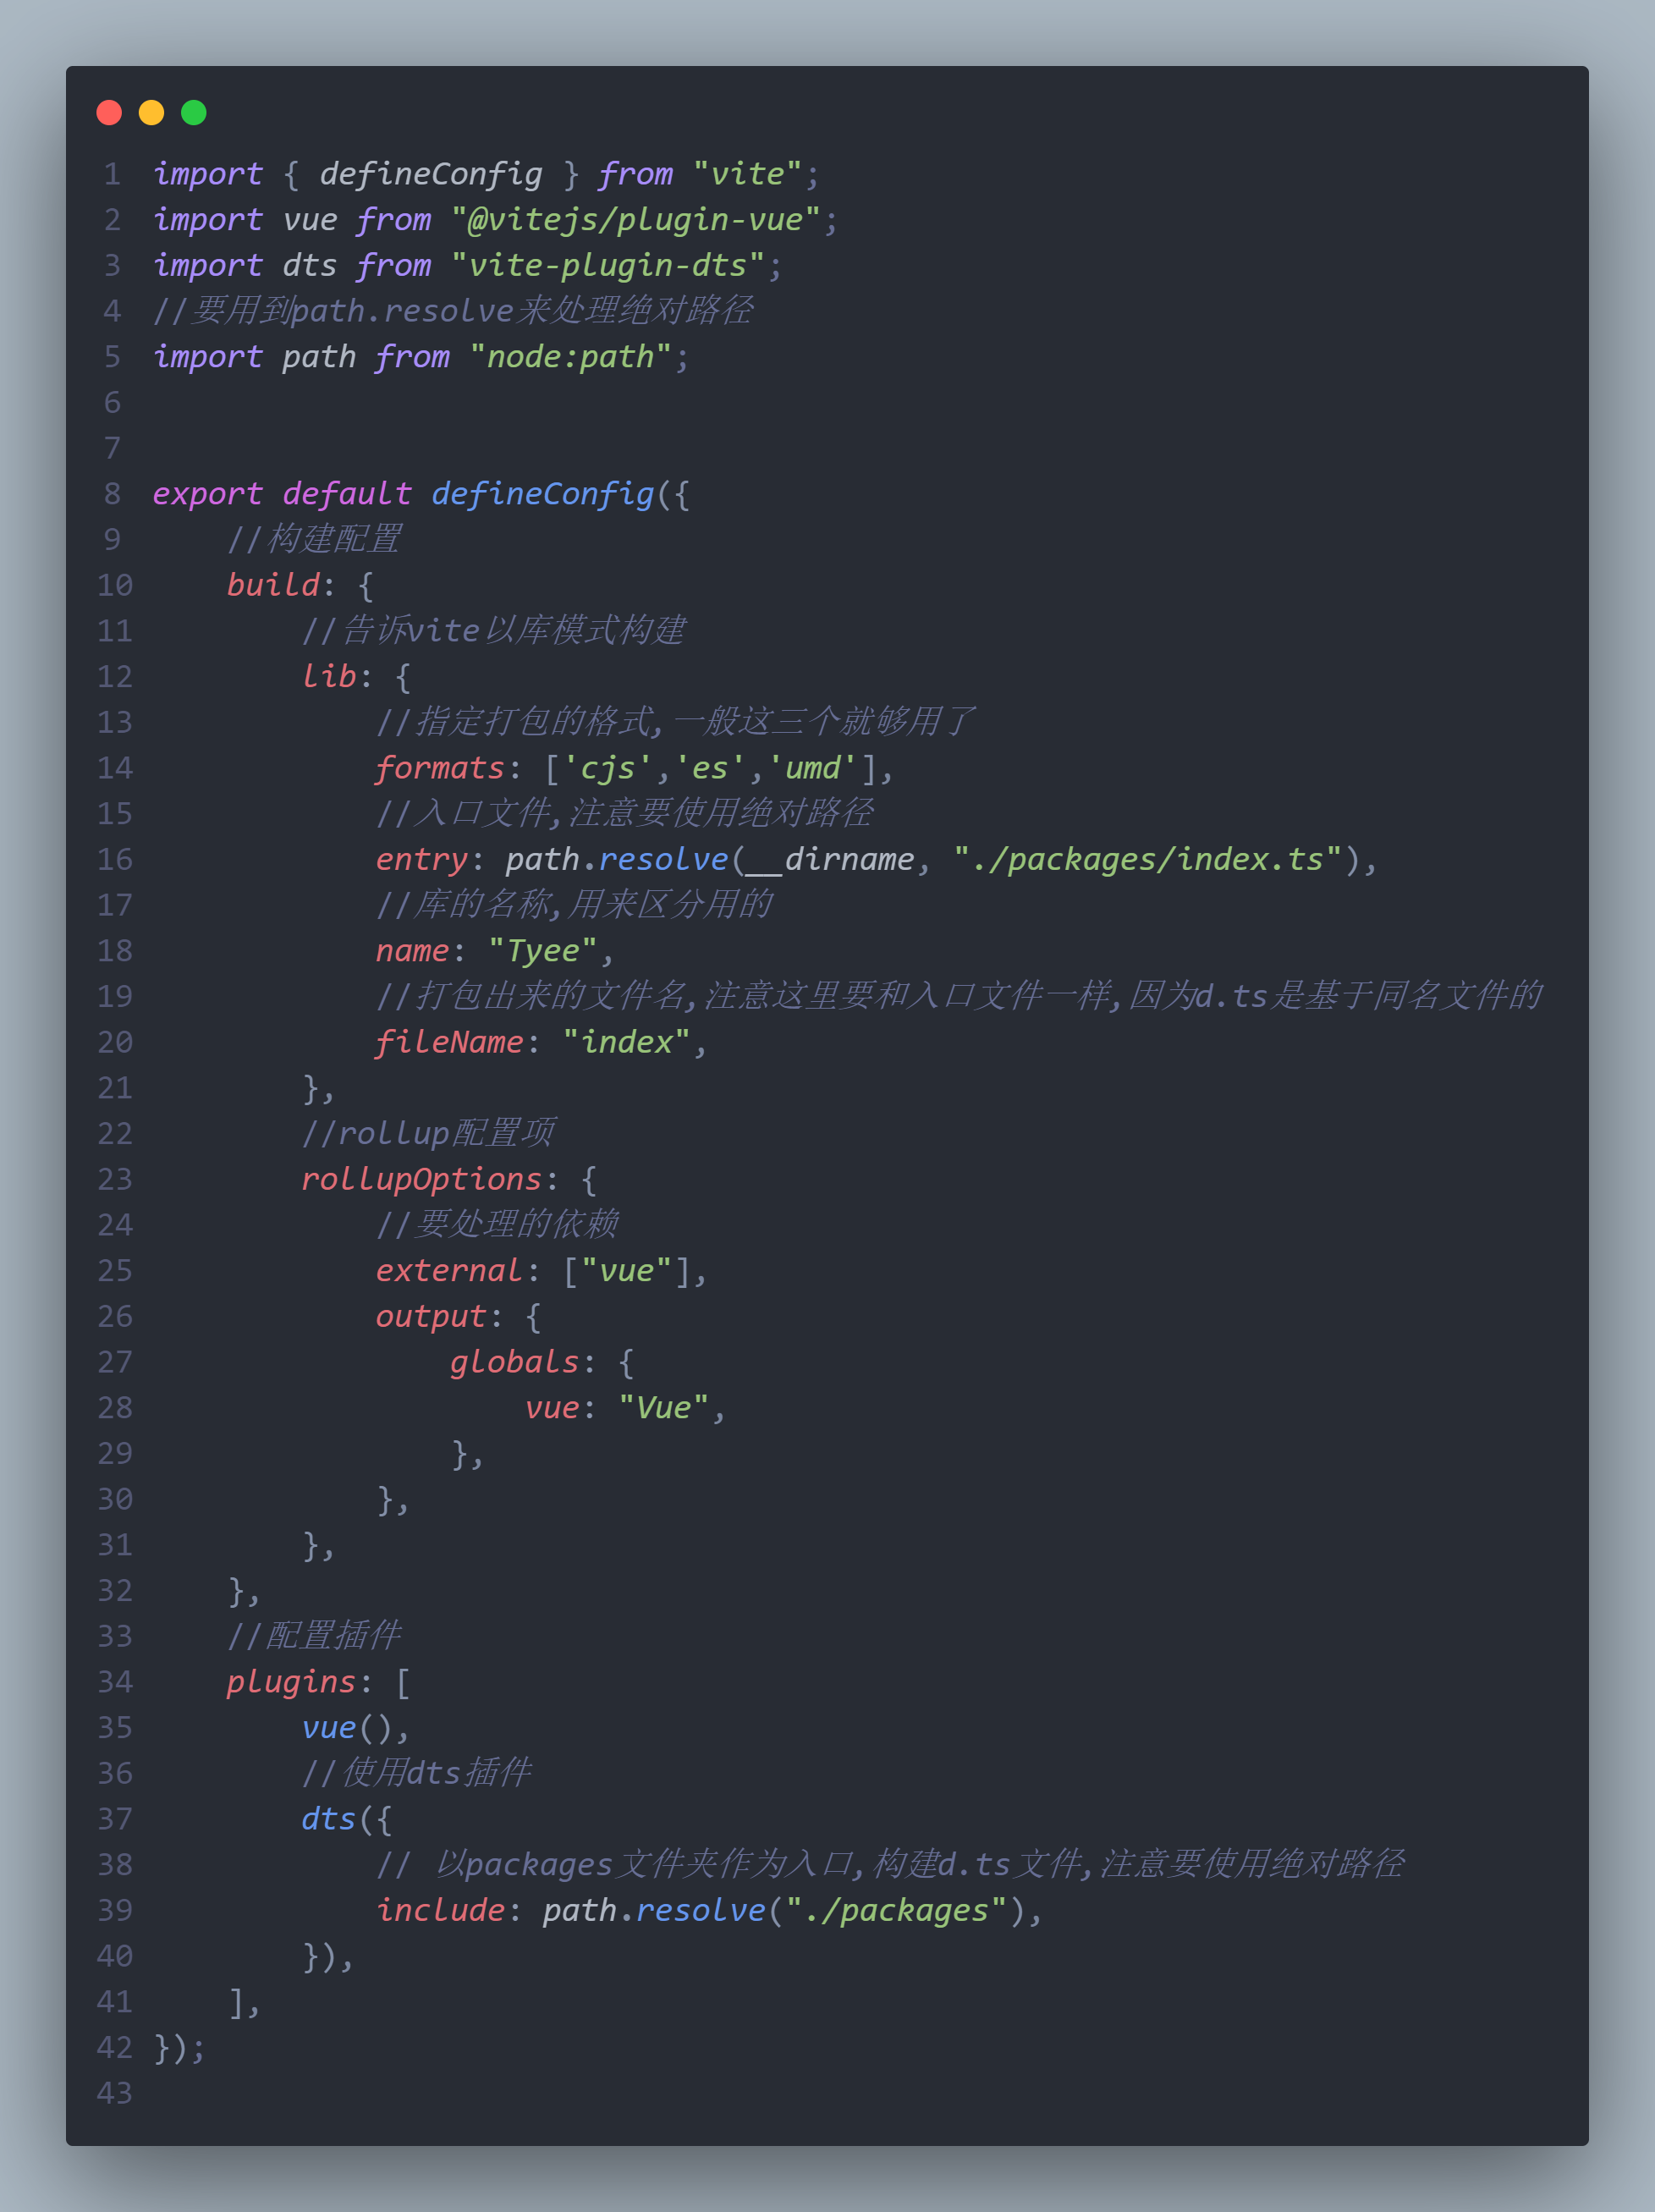 1 import { defineConfig } from "vite";
2 import vue from "@vitejs/plugin-vue";
3 import dts from "vite-plugin-dts";
4 //要用到path.resolve来处理绝对路径
5 import path from "node:path";
6
7
8 export default defineConfig({
9     //构建配置
10     build: {
11         //告诉vite以库模式构建
12         lib: {
13             //指定打包的格式,一般这三个就够用了
14             formats: ['cjs','es','umd'],
15             //入口文件,注意要使用绝对路径
16             entry: path.resolve(__dirname, "./packages/index.ts"),
17             //库的名称,用来区分用的
18             name: "Tyee",
19             //打包出来的文件名,注意这里要和入口文件一样,因为d.ts是基于同名文件的
20             fileName: "index",
21         },
22         //rollup配置项
23         rollupOptions: {
24             //要处理的依赖
25             external: ["vue"],
26             output: {
27                 globals: {
28                     vue: "Vue",
29                 },
30             },
31         },
32     },
33     //配置插件
34     plugins: [
35         vue(),
36         //使用dts插件
37         dts({
38             // 以packages文件夹作为入口,构建d.ts文件,注意要使用绝对路径
39             include: path.resolve("./packages"),
40         }),
41     ],
42 });
43